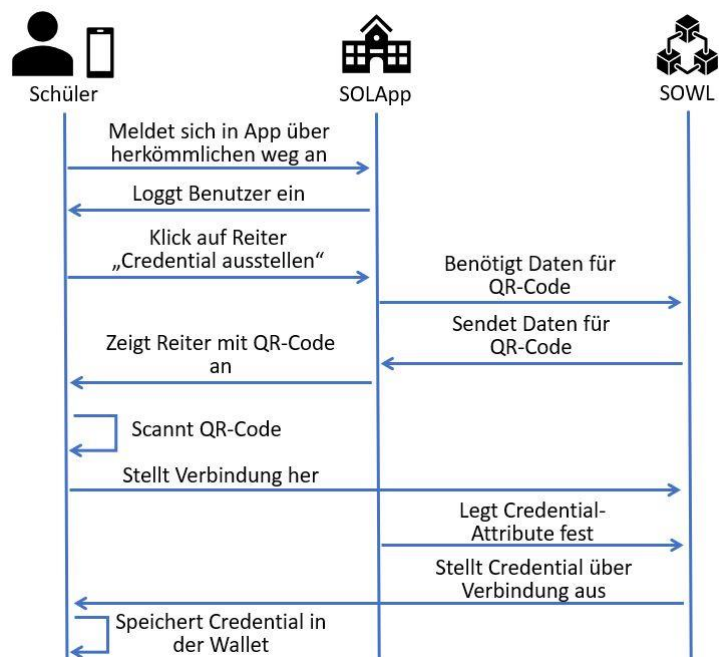 Schüler
SOLApp
SOWL
Meldet sich in App über
herkömmlichen weg an
Loggt Benutzer ein
Klick auf Reiter
„Credential ausstellen“
Benötigt Daten für
QR-Code
Sendet Daten für
QR-Code
Zeigt Reiter mit QR-Code
an
Scannt QR-Code
Stellt Verbindung her
Legt Credential-
Attribute fest
Stellt Credential über
Verbindung aus
Speichert Credential in
der Wallet